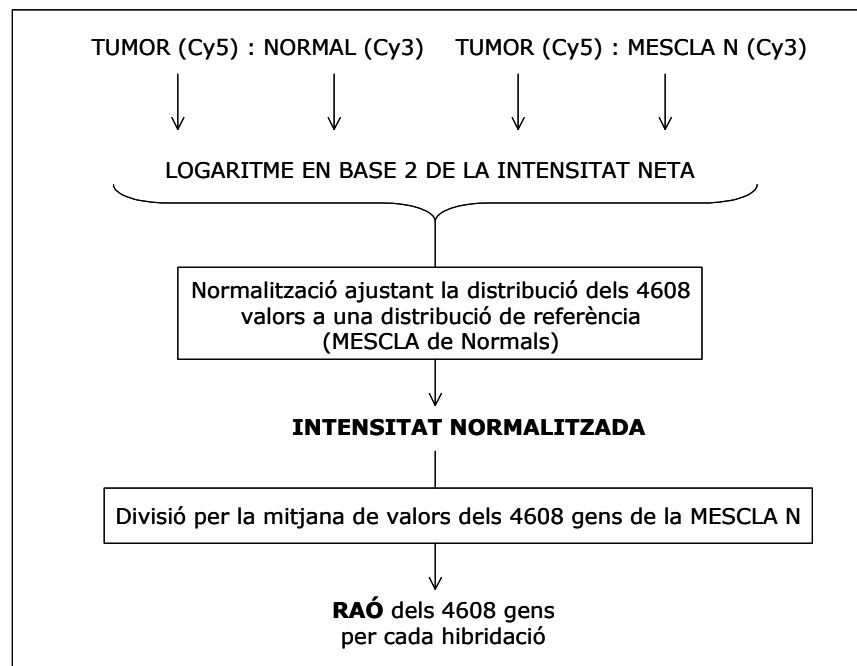 TUMOR (Cy5) : NORMAL (Cy3) TUMOR (Cy5) : MESCLA N (Cy3)
LOGARITME EN BASE 2 DE LA INTENSITAT NETA
Normalització ajustant la distribució dels 4608
valors a una distribució de referència
(MESCLA de Normals)
INTENSITAT NORMALITZADA
Divisió per la mitjana de valors dels 4608 gens de la MESCLA N
RAÓ dels 4608 gens
per cada hibridació